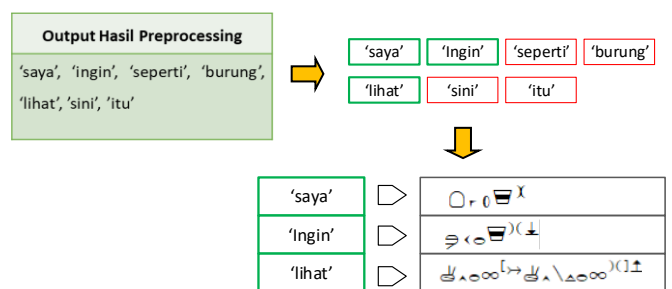 Output Hasil Preprocessing
'saya', 'ingin', 'seperti', 'burung',
'lihat', 'sini', 'itu'
'saya' 'Ingin' 'seperti' 'burung'
'lihat' 'sini' 'itu'
'saya'
'Ingin'
'lihat'